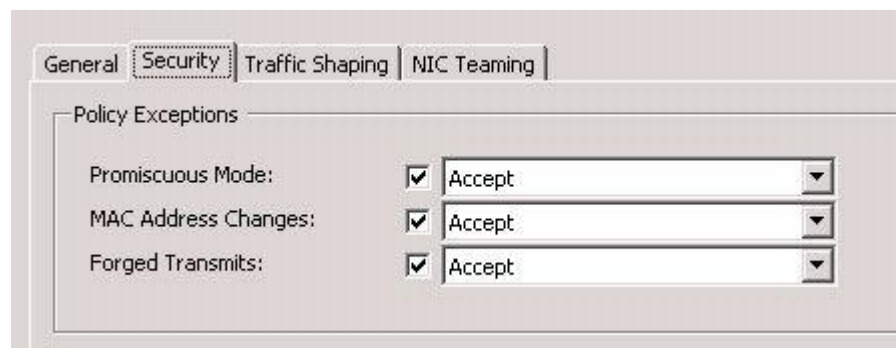 General Security Traffic Shaping NIC Teaming
Policy Exceptions
Promiscuous Mode: Accept
MAC Address Changes: Accept
Forged Transmits: Accept